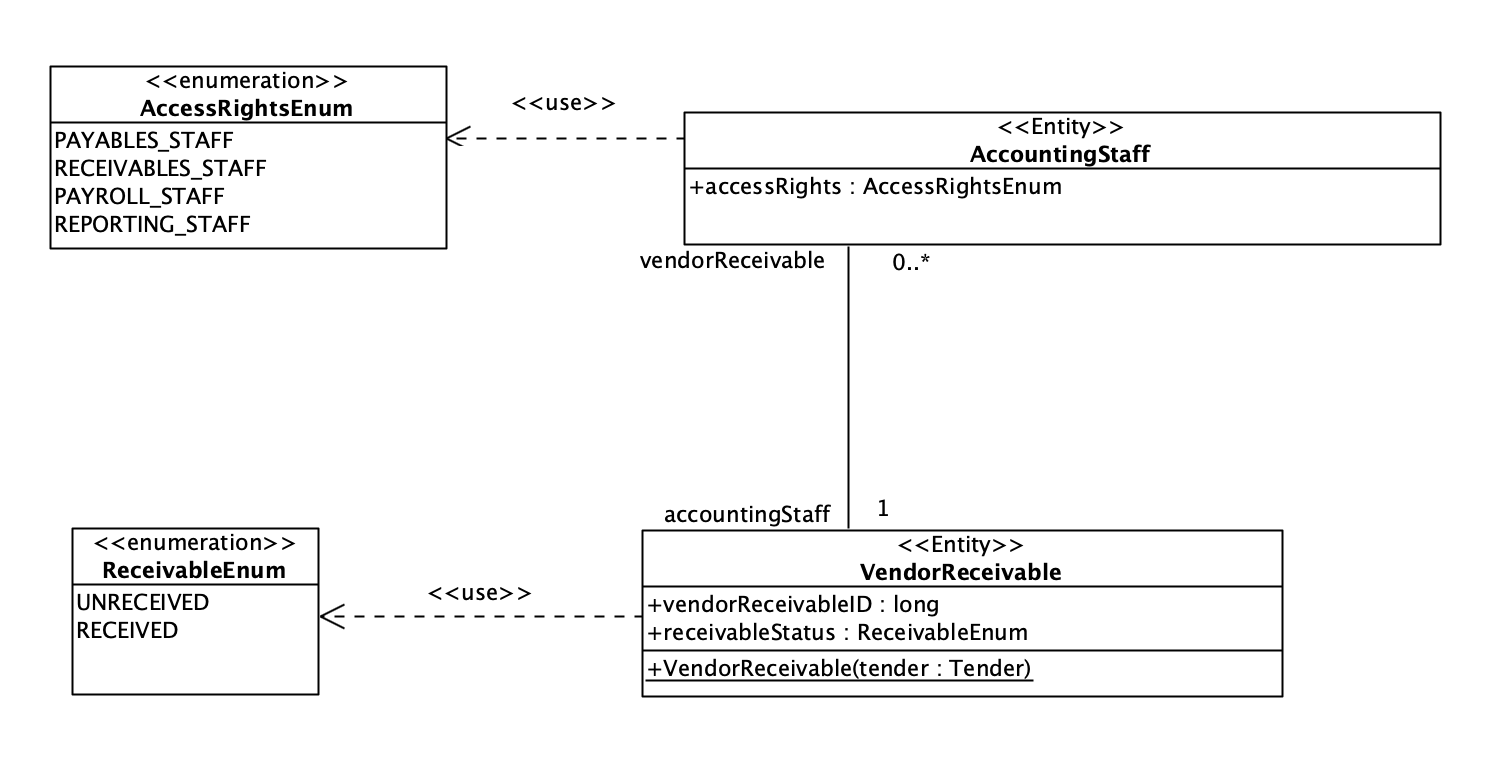 <<enumeration>>
AccessRightsEnum
PAYABLES_STAFF
RECEIVABLES_STAFF
PAYROLL_STAFF
REPORTING_STAFF
<<use>>
<<Entity>>
AccountingStaff
+accessRights : AccessRightsEnum
vendorReceivable
0..*
accountingStaff
1
<<enumeration>>
ReceivableEnum
UNRECEIVED
RECEIVED
<<use>>
<<Entity>>
VendorReceivable
+vendorReceivableID : long
+receivableStatus : ReceivableEnum
+VendorReceivable(tender : Tender)